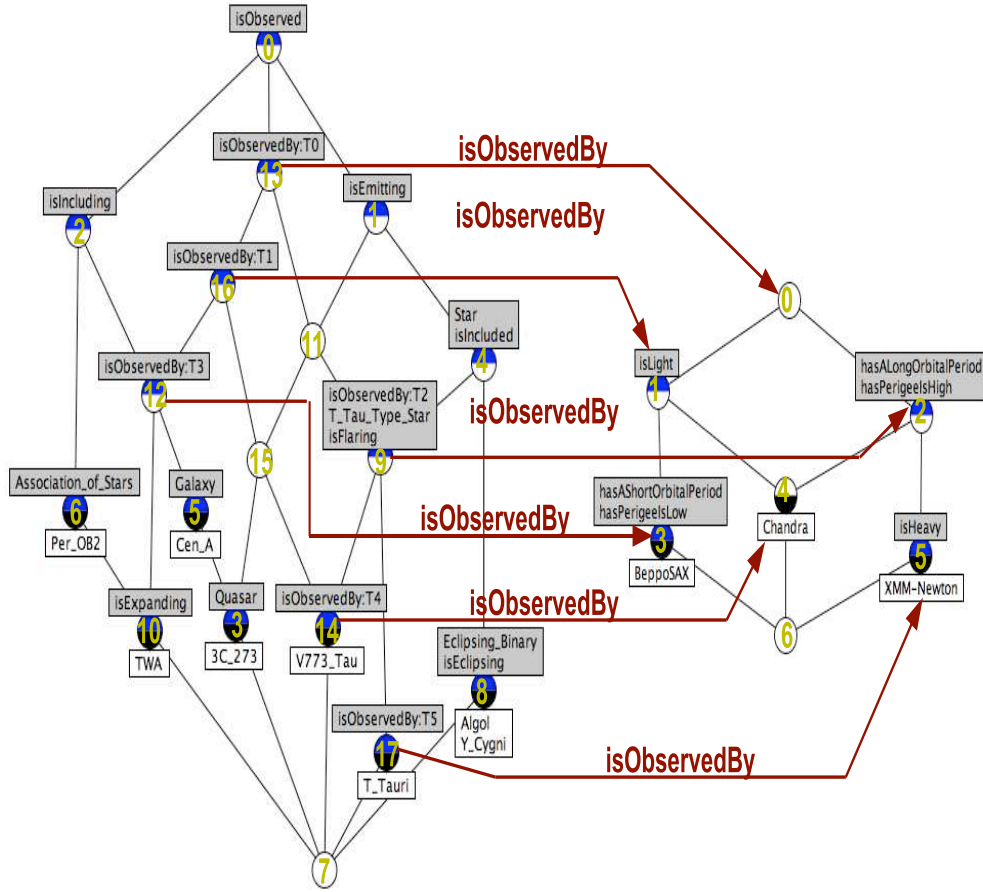 isObserved
0
isObservedBy:T0
13
isObservedBy
isIncluding
2
isEmitting
1
isObservedBy
isObservedBy:T1
16
0
Star
isIncluded
4
11
isLight
1
hasALongOrbitalPeriod
hasPerigeeIsHigh
2
isObservedBy:T3
12
isObservedBy:T2
T_Tau_Type_Star
isFlaring
9
isObservedBy
15
Association_of_Stars
6
Per_OB2
Galaxy
5
Cen_A
hasAShortOrbitalPeriod
hasPerigeeIsLow
3
BeppoSAX
isObservedBy
4
Chandra
isHeavy
5
XMM-Newton
isExpanding
10
TWA
Quasar
3
3C_273
isObservedBy:T4
14
V773_Tau
isObservedBy
6
Eclipsing_Binary
isEclipsing
8
Algol
Y_Cygni
isObservedBy:T5
17
T_Tauri
isObservedBy
7